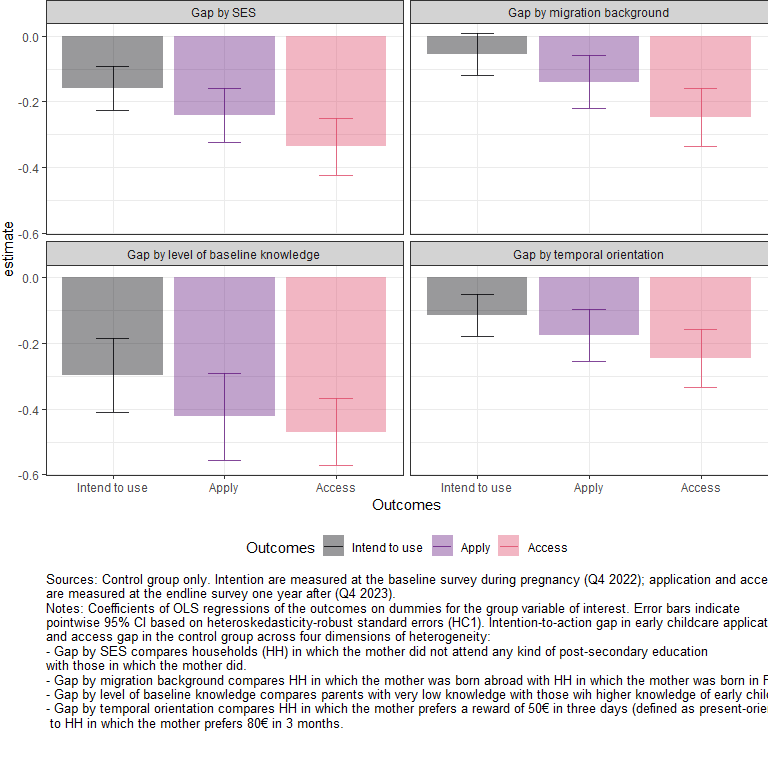 Gap by SES
Gap by migration background
0.0
-0.2
-0.4
-0.6
estimate
Gap by level of baseline knowledge
Gap by temporal orientation
0.0
-0.2
-0.4
-0.6
Intend to use
Apply
Access
Intend to use
Apply
Access
Outcomes
Outcomes
Intend to use
Apply
Access
Sources: Control group only. Intention are measured at the baseline survey during pregnancy (Q4 2022); application and acce
are measured at the endline survey one year after (Q4 2023).
Notes: Coefficients of OLS regressions of the outcomes on dummies for the group variable of interest. Error bars indicate
pointwise 95% CI based on heteroskedasticity-robust standard errors (HC1). Intention-to-action gap in early childcare applicat
and access gap in the control group across four dimensions of heterogeneity:
- Gap by SES compares households (HH) in which the mother did not attend any kind of post-secondary education
with those in which the mother did.
- Gap by migration background compares HH in which the mother was born abroad with HH in which the mother was born in F
- Gap by level of baseline knowledge compares parents with very low knowledge with those wih higher knowledge of early chil
- Gap by temporal orientation compares HH in which the mother prefers a reward of 50€ in three days (defined as present-orie
to HH in which the mother prefers 80€ in 3 months.